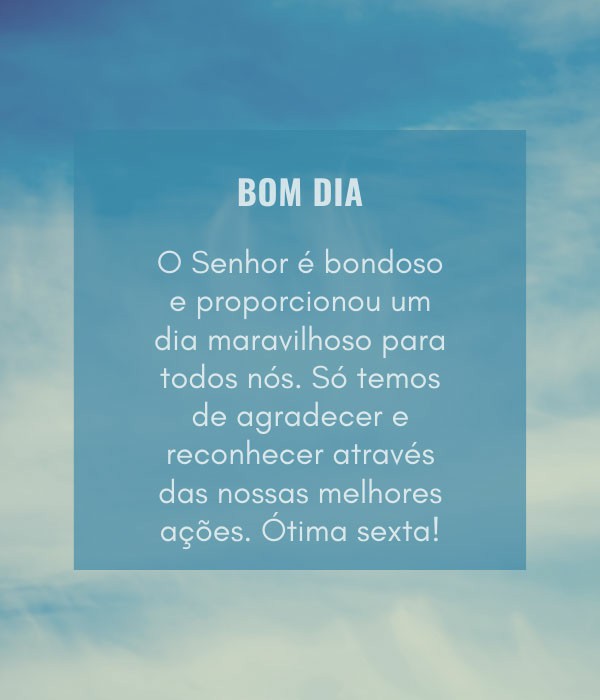 BOM DIA
O Senhor é bondoso
e proporcionou um
dia maravilhoso para
todos nós. Só temos
de agradecer e
reconhecer através
das nossas melhores
ações. Ótima sexta!